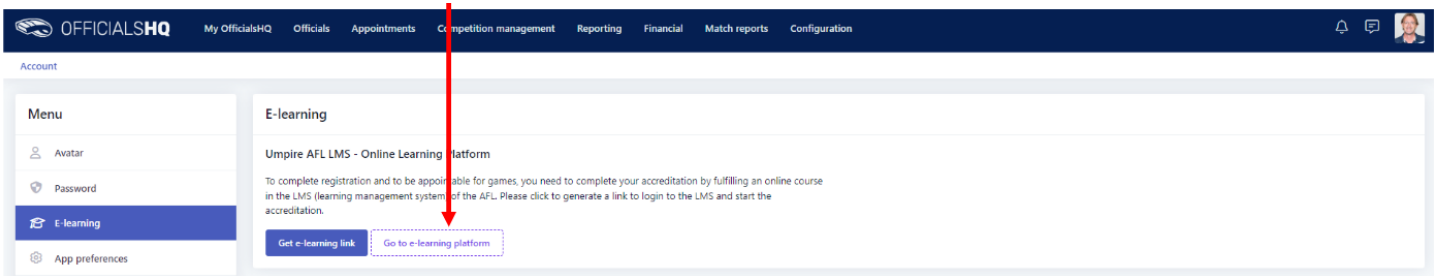 OFFICIALSHQ My OfficialsHQ Officials Appointments Competition management Reporting Financial Match reports Configuration
Account
Menu
Avatar
Password
E-learning
App preferences
E-learning
Umpire AFL LMS - Online Learning Platform
To complete registration and to be appointable for games, you need to complete your accreditation by fulfilling an online course
in the LMS (learning management system) of the AFL. Please click to generate a link to login to the LMS and start the
accreditation.
Get e-learning link Go to e-learning platform